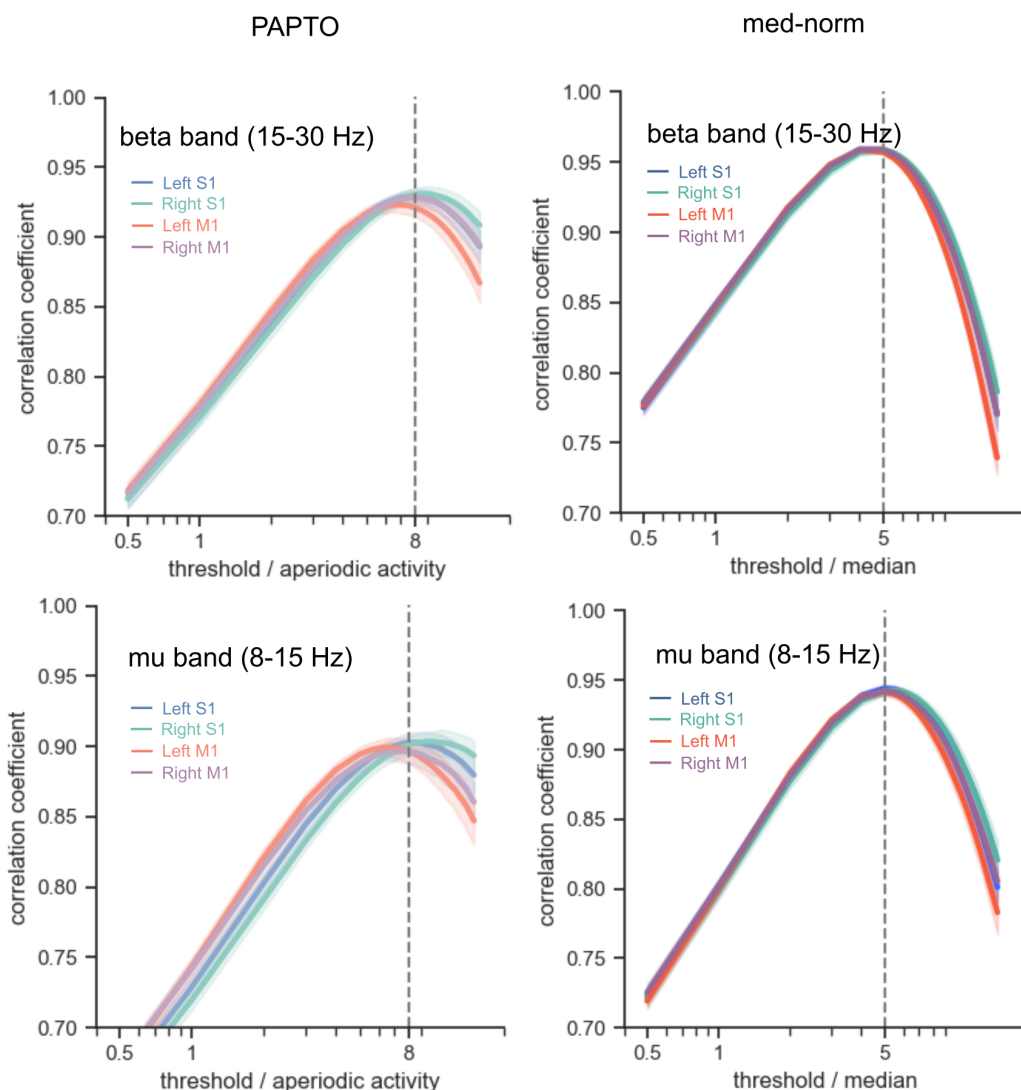 PAPTO
med-norm
1.00
0.95
0.90
0.85
0.80
0.75
0.70
correlation coefficient
beta band (15-30 Hz)
Left S1
Right S1
Left M1
Right M1
0.5 1 8
threshold / aperiodic activity
1.00
0.95
0.90
0.85
0.80
0.75
0.70
correlation coefficient
beta band (15-30 Hz)
Left S1
Right S1
Left M1
Right M1
0.5 1 5
threshold / median
1.00
0.95
0.90
0.85
0.80
0.75
0.70
correlation coefficient
mu band (8-15 Hz)
Left S1
Right S1
Left M1
Right M1
0.5 1 8
threshold / aperiodic activity
1.00
0.95
0.90
0.85
0.80
0.75
0.70
correlation coefficient
mu band (8-15 Hz)
Left S1
Right S1
Left M1
Right M1
0.5 1 5
threshold / median